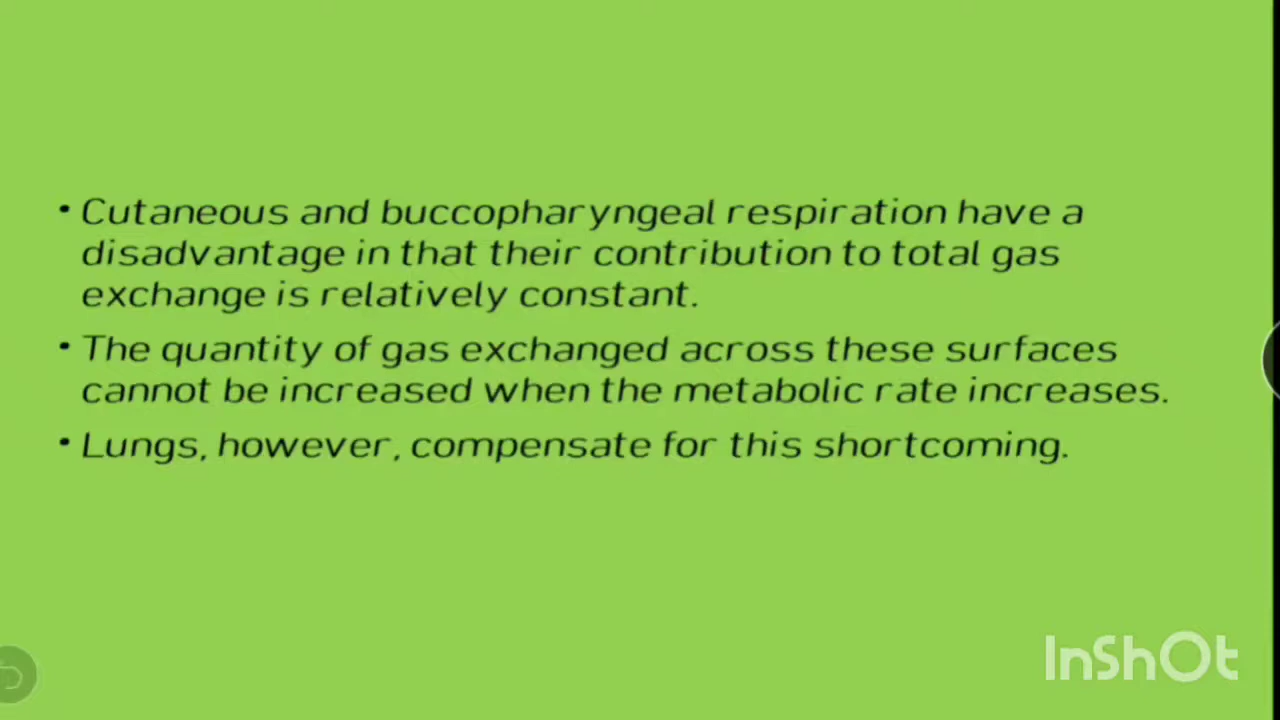 • Cutaneous and buccopharyngeal respiration have a
disadvantage in that their contribution to total gas
exchange is relatively constant.
• The quantity of gas exchanged across these surfaces
cannot be increased when the metabolic rate increases.
• Lungs, however, compensate for this shortcoming.
InShOt